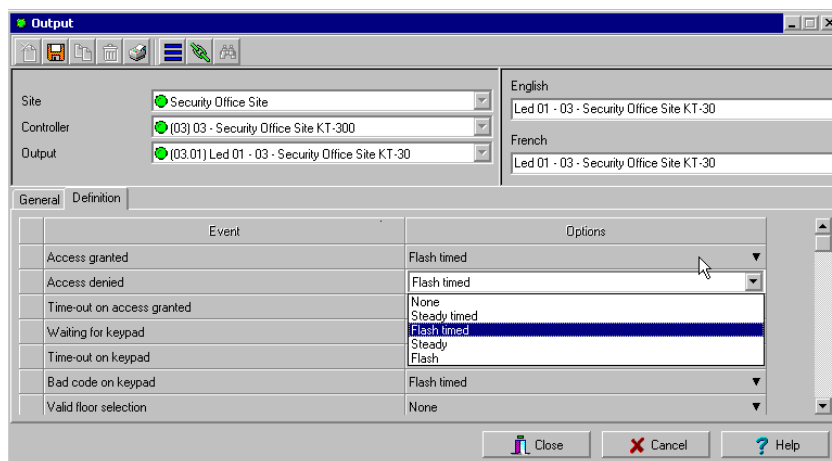 Output
Site
Security Office Site
Controller
(03) 03 - Security Office Site KT-300
Output
(03.01) Led 01 - 03 - Security Office Site KT-30
English
Led 01 - 03 - Security Office Site KT-30
French
Led 01 - 03 - Security Office Site KT-30
General Definition
Event Options
Access granted Flash timed
Access denied Flash timed
Time-out on access granted
Waiting for keypad
Time-out on keypad
None
Steady timed
Flash timed
Steady
Flash
Bad code on keypad Flash timed
Valid floor selection None
Close Cancel Help